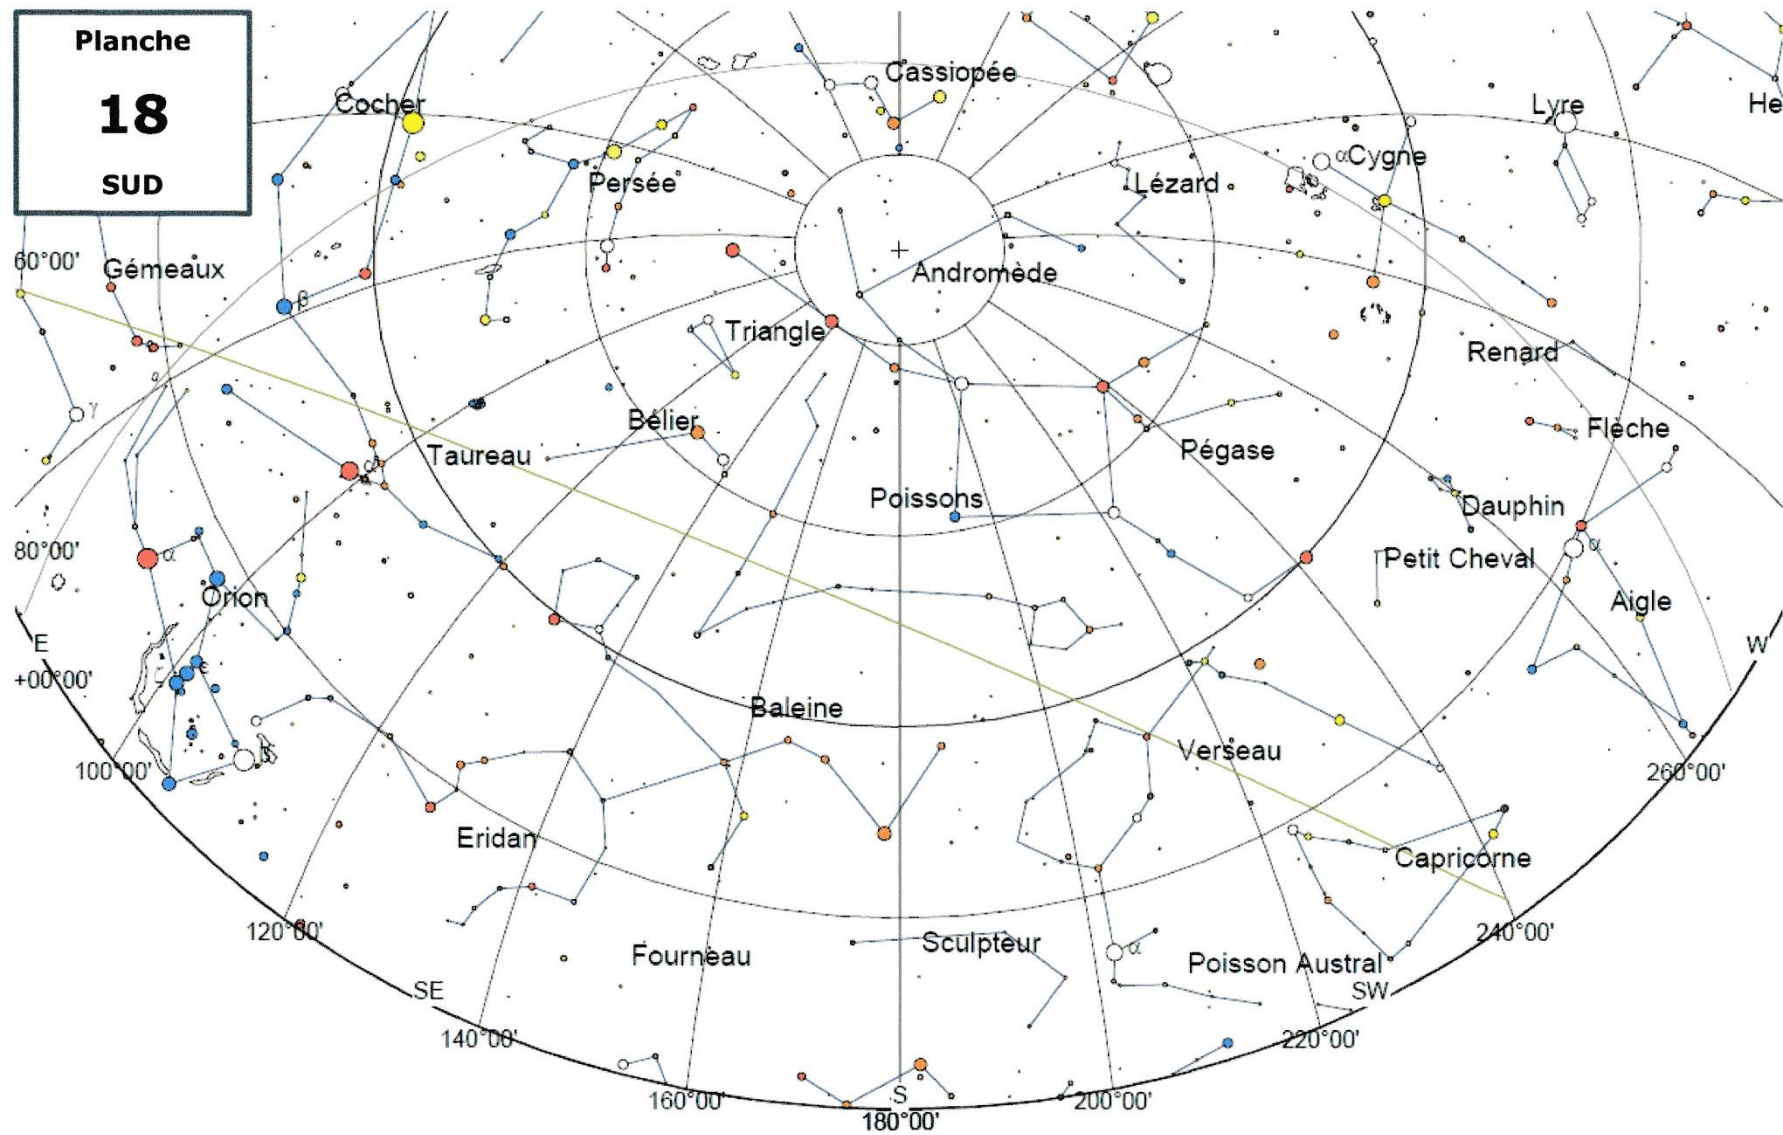 Planche
18
SUD
Cassiopée
Cocher
Lyre
He
Persée
αCygne
Lézard
60°00'
Gémeaux
Andromède
β
Triangle
Renard
γ
Bélier
Taureau
α
Pégase
Flèche
Poissons
Dauphin
80°00'
α
Petit Cheval
α
Orion
Aigle
E
ε
W
+00°00'
ζ
Baleine
β
Verseau
100°00'
260°00'
Eridan
Capricorne
120°00'
240°00'
Fourneau
Sculpteur
α
Poisson Austral
SE
SW
140°00'
220°00'
160°00'
S
200°00'
180°00'